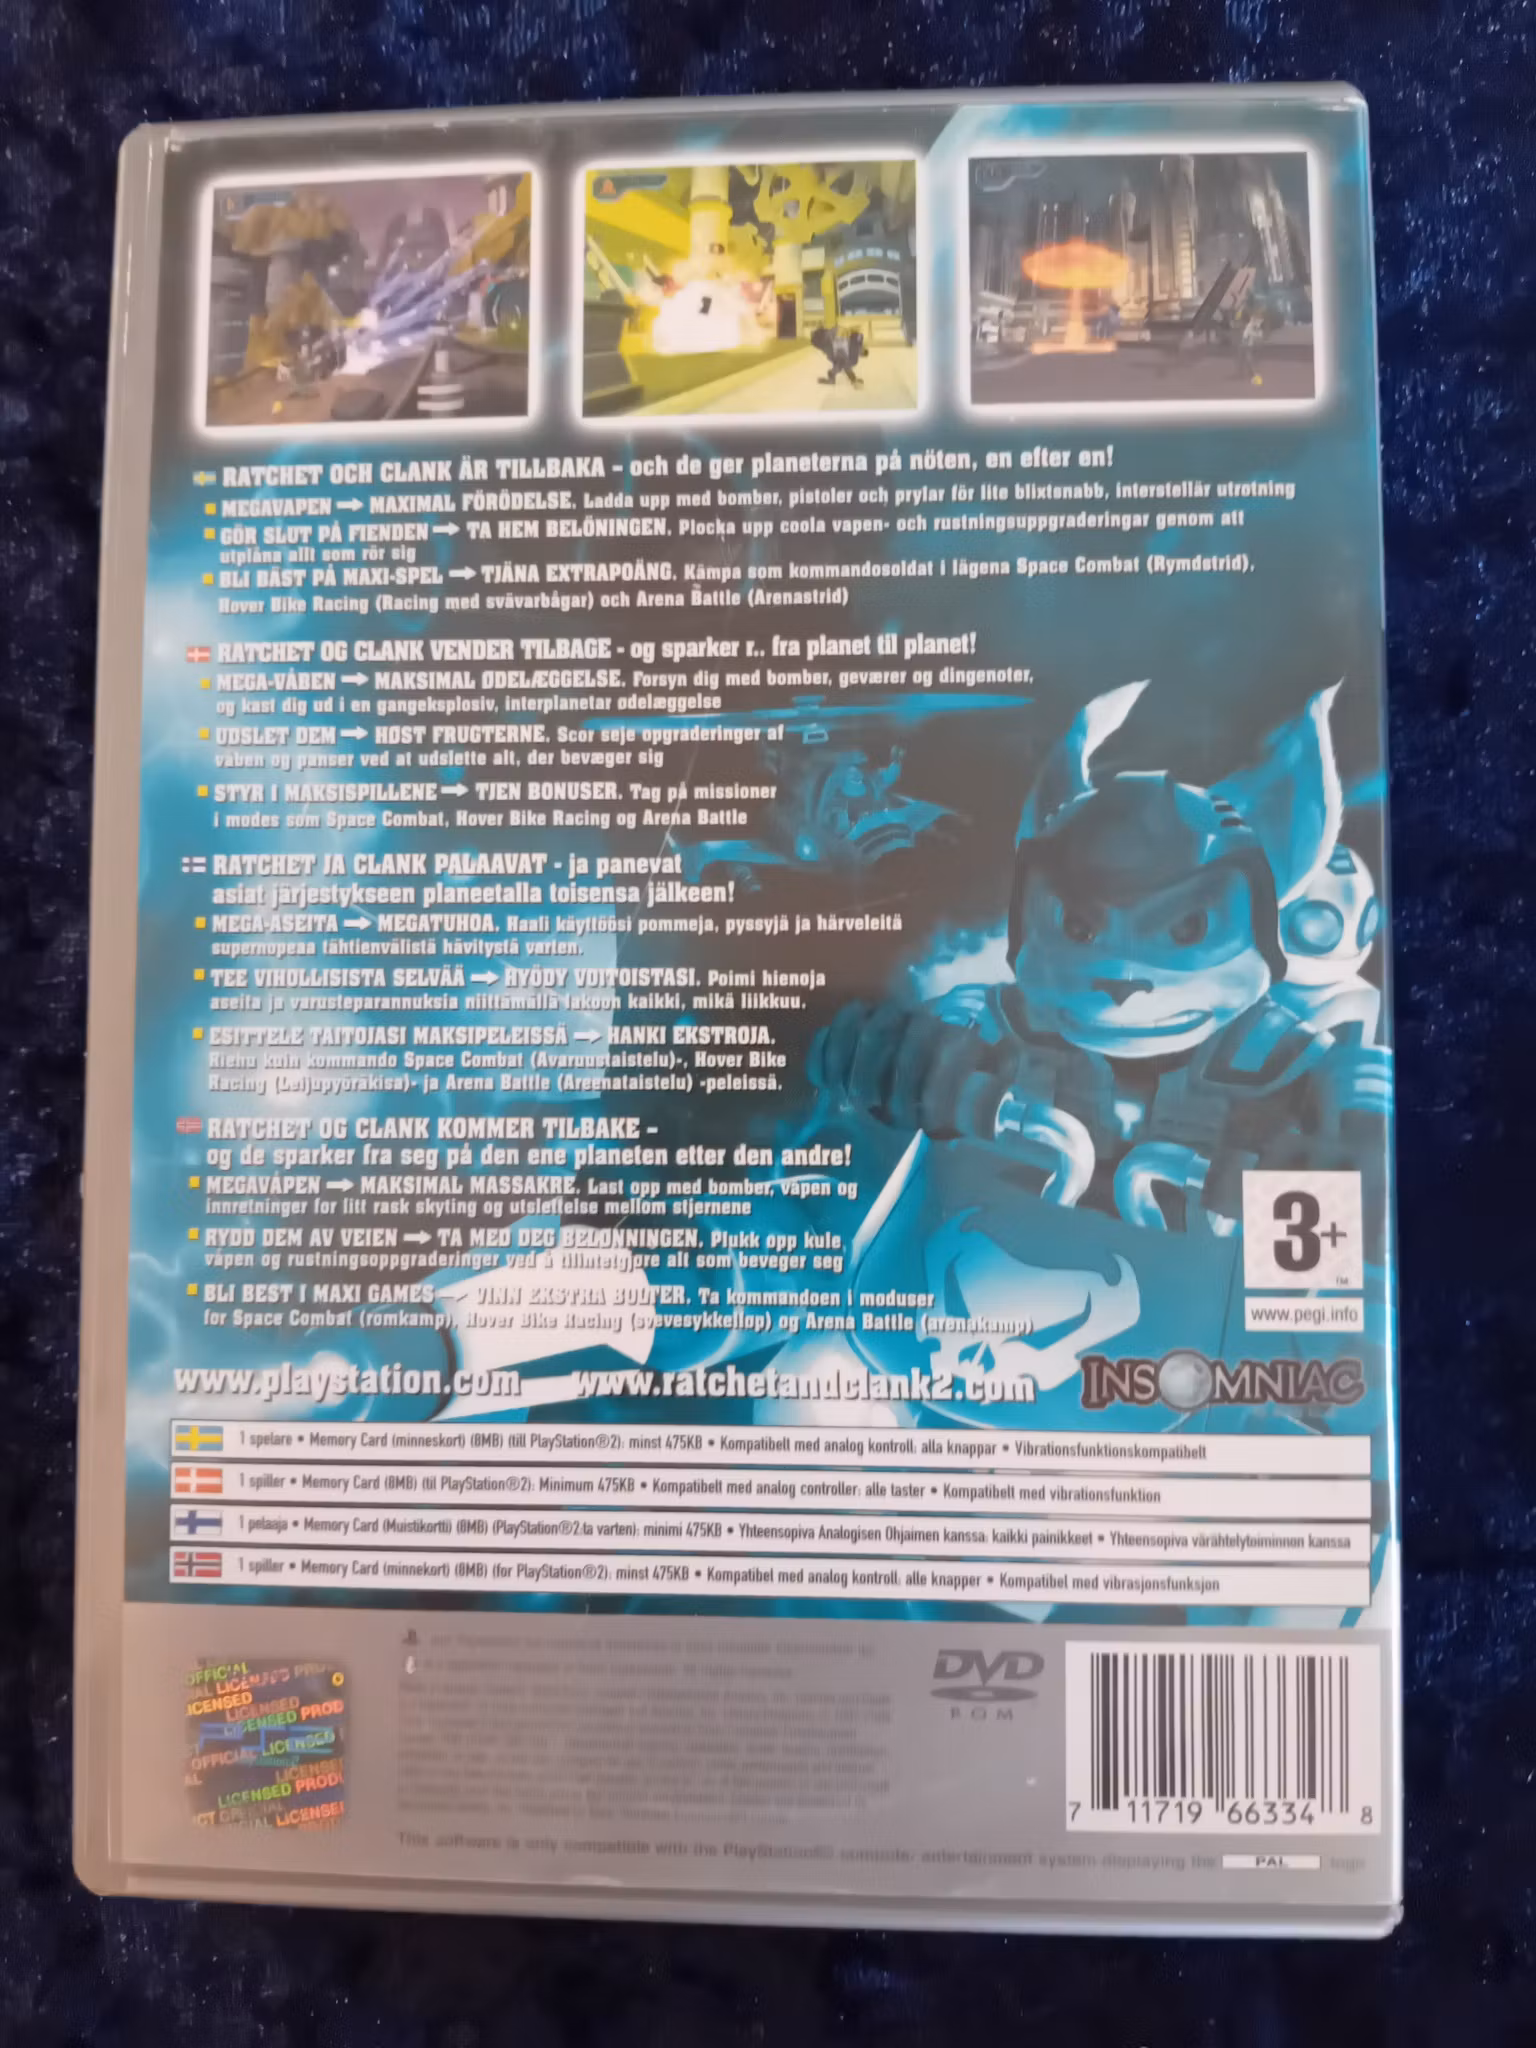 RATCHET OCH CLANK ÄR TILLBAKA - och de ger planeterna på nöten, en efter en!
MEGAVAPEN → MAXIMAL FÖRÖDELSE. Ladda upp med bomber, pistoler och prylar för lite blixtsnabb, interstellär utrotning
GÖR SLUT PÅ FIENDEN → TA HEM BELÖNINGEN. Plocka upp coola vapen- och rustningsuppgraderingar genom att
utplåna allt som rör sig
BLI BÄST PÅ MAXI-SPEL → TJÄNA EXTRAPOÄNG. Kämpa som kommandosoldat i lägena Space Combat (Rymdstrid),
Hover Bike Racing (Racing med svävarbågar) och Arena Battle (Arenastrid)
RATCHET OG CLANK VENDER TILBAGE - og sparker r.. fra planet til planet!
MEGA-VÅBEN → MAKSIMAL ØDELÆGGELSE. Forsyn dig med bomber, geværer og dingenoter,
og kast dig ud i en gangeksplosiv, interplanetar ødelæggelse
UDSLET DEM → HØST FRUGTERNE. Scor seje opgraderinger af
våben og panser ved at udslette alt, der bevæger sig
STYR I MAKSISPILLENE → TJEN BONUSER. Tag på missioner
i modes som Space Combat, Hover Bike Racing og Arena Battle
RATCHET JA CLANK PALAAVAT - ja panevat
asiat järjestykseen planeetalla toisensa jälkeen!
MEGA-ASEITA → MEGATUHOA. Haali käyttöösi pommeja, pyssyjä ja härveleitä
supernopeaa tähtienvälistä hävitystä varten.
TEE VIHOLLISISTA SELVÄÄ → HYÖDY VOITOISTASI. Poimi hienoja
aseita ja varusteparannuksia niittämällä lakoon kaikki, mikä liikkuu.
ESITTELE TAITOJASI MAKSIPELEISSÄ → HANKI EKSTROJA.
Riehu kuin kommando Space Combat (Avaruustaistelu)-, Hover Bike
Racing (Leijupyöräkisa)- ja Arena Battle (Areenataistelu) -peleissä.
RATCHET OG CLANK KOMMER TILBAKE -
og de sparker fra seg på den ene planeten etter den andre!
MEGAVÅPEN → MAKSIMAL MASSAKRE. Last opp med bomber, våpen og
innretninger for litt rask skyting og utslettelse mellom stjernene
RYDD DEM AV VEIEN → TA MED DEG BELØNNINGEN. Plukk opp kule,
våpen og rustningsoppgraderinger ved å tilintetgjøre alt som beveger seg
BLI BEST I MAXI GAMES → VINN EKSTRA BOLTER. Ta kommandoen i moduser
for Space Combat (romkamp), Hover Bike Racing (svevesykkelløp) og Arena Battle (arenakamp)
3+
TM
www.pegi.info
www.playstation.com www.ratchetandclank2.com
INSOMNIAC
1 spelare • Memory Card (minneskort) (8MB) (till PlayStation®2): minst 475KB • Kompatibelt med analog kontroll: alla knappar • Vibrationsfunktionskompatibelt
1 spiller • Memory Card (8MB) (til PlayStation®2): Minimum 475KB • Kompatibelt med analog controller: alle taster • Kompatibelt med vibrationsfunktion
1 pelaaja • Memory Card (Muistikortti) (8MB) (PlayStation®2:ta varten): minimi 475KB • Yhteensopiva Analogisen Ohjaimen kanssa: kaikki painikkeet • Yhteensopiva värähtelytoiminnon kanssa
1 spiller • Memory Card (minnekort) (8MB) (for PlayStation®2): minst 475KB • Kompatibel med analog kontroll: alle knapper • Kompatibel med vibrasjonsfunksjon
OFFICIAL
LICENSED
LICENSED PROD
OFFICIAL LICENSED
LICENSED PRODU
DVD
ROM
7 11719 66334 8
This software is only compatible with the PlayStation®2 computer entertainment system displaying the PAL logo